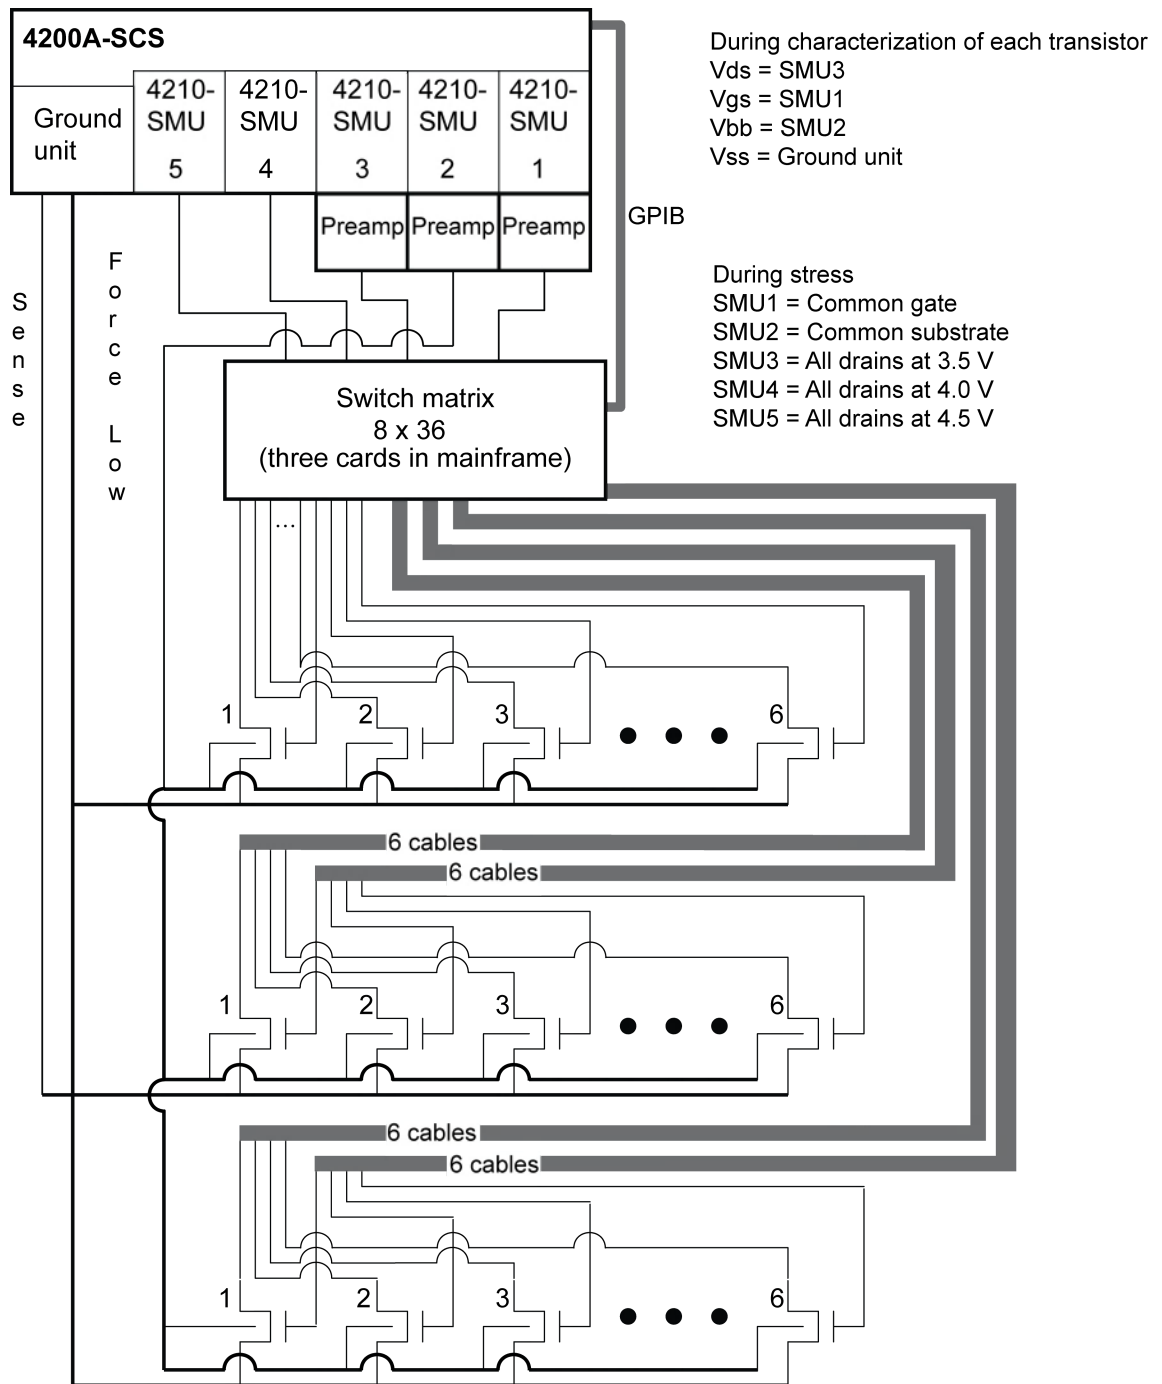 4200A-SCS
Ground
unit
4210-
SMU
5
4210-
SMU
4
4210-
SMU
3
4210-
SMU
2
4210-
SMU
1
Preamp
Preamp
Preamp
GPIB
During characterization of each transistor
Vds = SMU3
Vgs = SMU1
Vbb = SMU2
Vss = Ground unit
During stress
SMU1 = Common gate
SMU2 = Common substrate
SMU3 = All drains at 3.5 V
SMU4 = All drains at 4.0 V
SMU5 = All drains at 4.5 V
Sense
Force Low
Switch matrix
8 x 36
(three cards in mainframe)
...
1 2 3 6
6 cables
6 cables
1 2 3 6
6 cables
6 cables
1 2 3 6